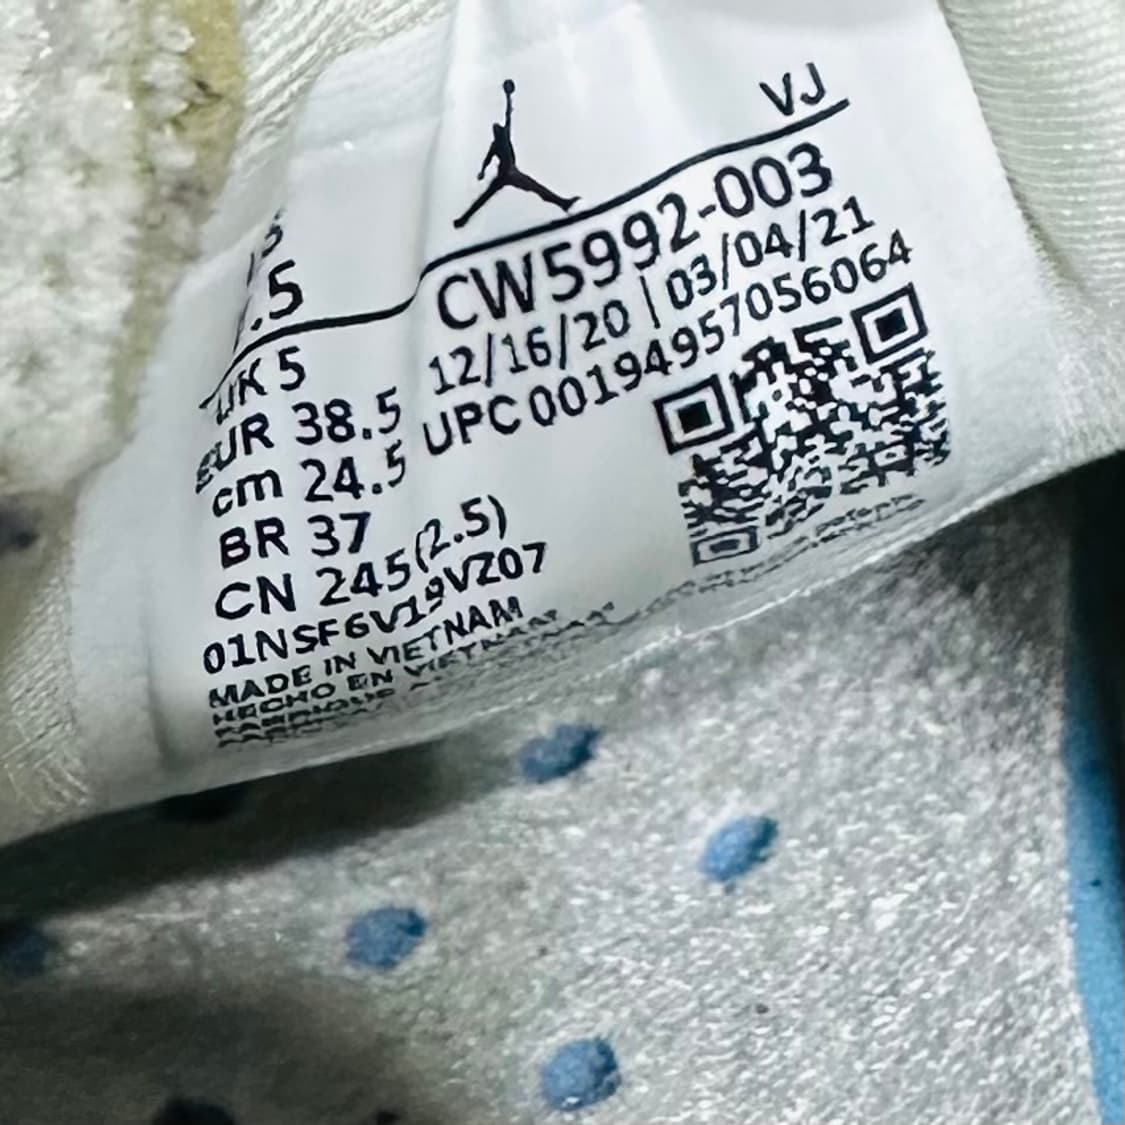 VJ
.5
UK 5
EUR 38.5
cm 24.5
BR 37
CN 245(2.5)
01NSF6V19VZ07
MADE IN VIETNAM
HECHO EN VIETNAM
CW5992-003
12/16/20 | 03/04/21
UPC 00194957056064